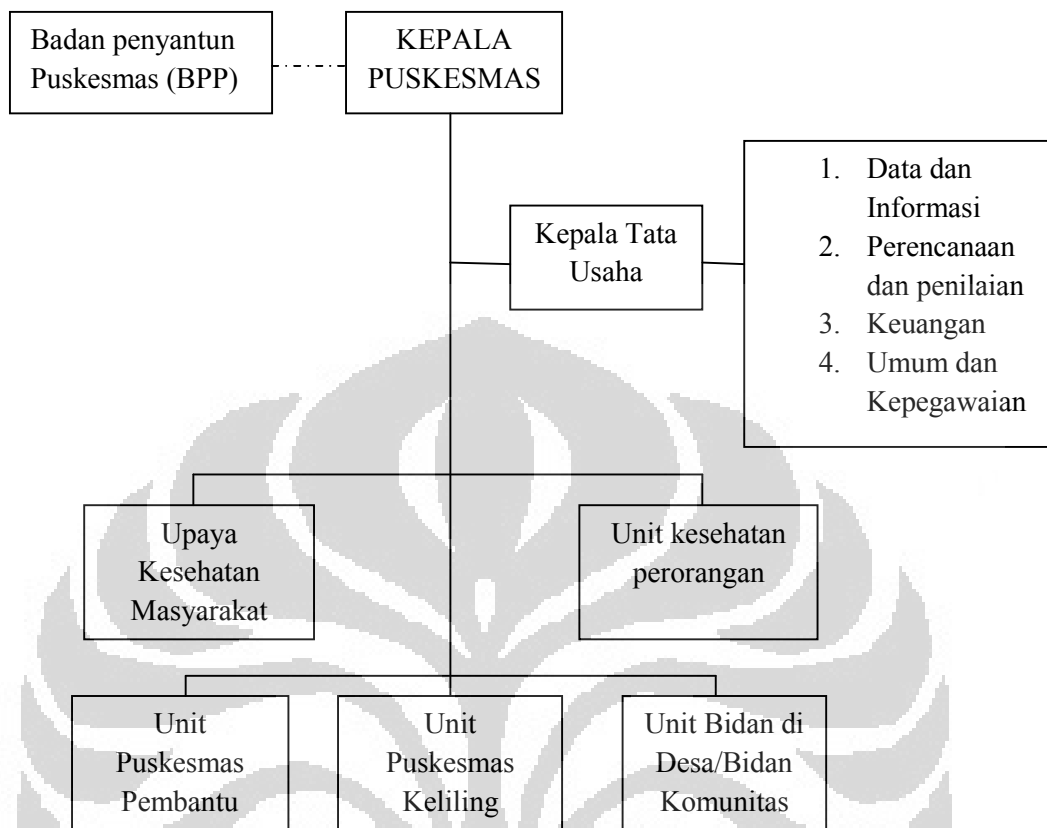 Badan penyantun
Puskesmas (BPP)
KEPALA
PUSKESMAS
Kepala Tata
Usaha
1. Data dan
Informasi
2. Perencanaan
dan penilaian
3. Keuangan
4. Umum dan
Kepegawaian
Upaya
Kesehatan
Masyarakat
Unit kesehatan
perorangan
Unit
Puskesmas
Pembantu
Unit
Puskesmas
Keliling
Unit Bidan di
Desa/Bidan
Komunitas